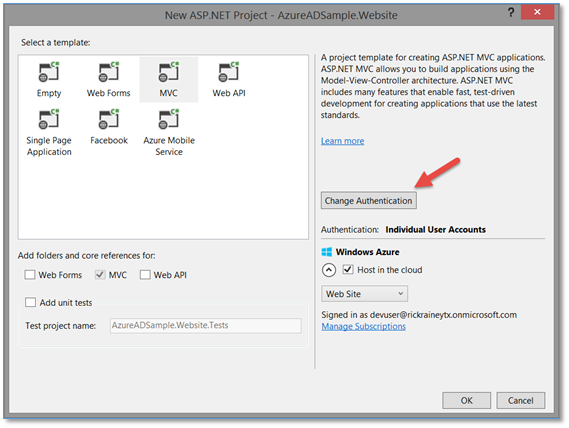 New ASP.NET Project - AzureADSample.Website
?
Select a template:
Empty
Web Forms
MVC
Web API
Single Page
Application
Facebook
Azure Mobile
Service
A project template for creating ASP.NET MVC applications.
ASP.NET MVC allows you to build applications using the
Model-View-Controller architecture. ASP.NET MVC
includes many features that enable fast, test-driven
development for creating applications that use the latest
standards.
Learn more
Change Authentication
Authentication: Individual User Accounts
Add folders and core references for:
Web Forms
MVC
Web API
Add unit tests
Test project name:
AzureADSample.Website.Tests
Windows Azure
Host in the cloud
Web Site
Signed in as devuser@rickraineytx.onmicrosoft.com
Manage Subscriptions
OK
Cancel